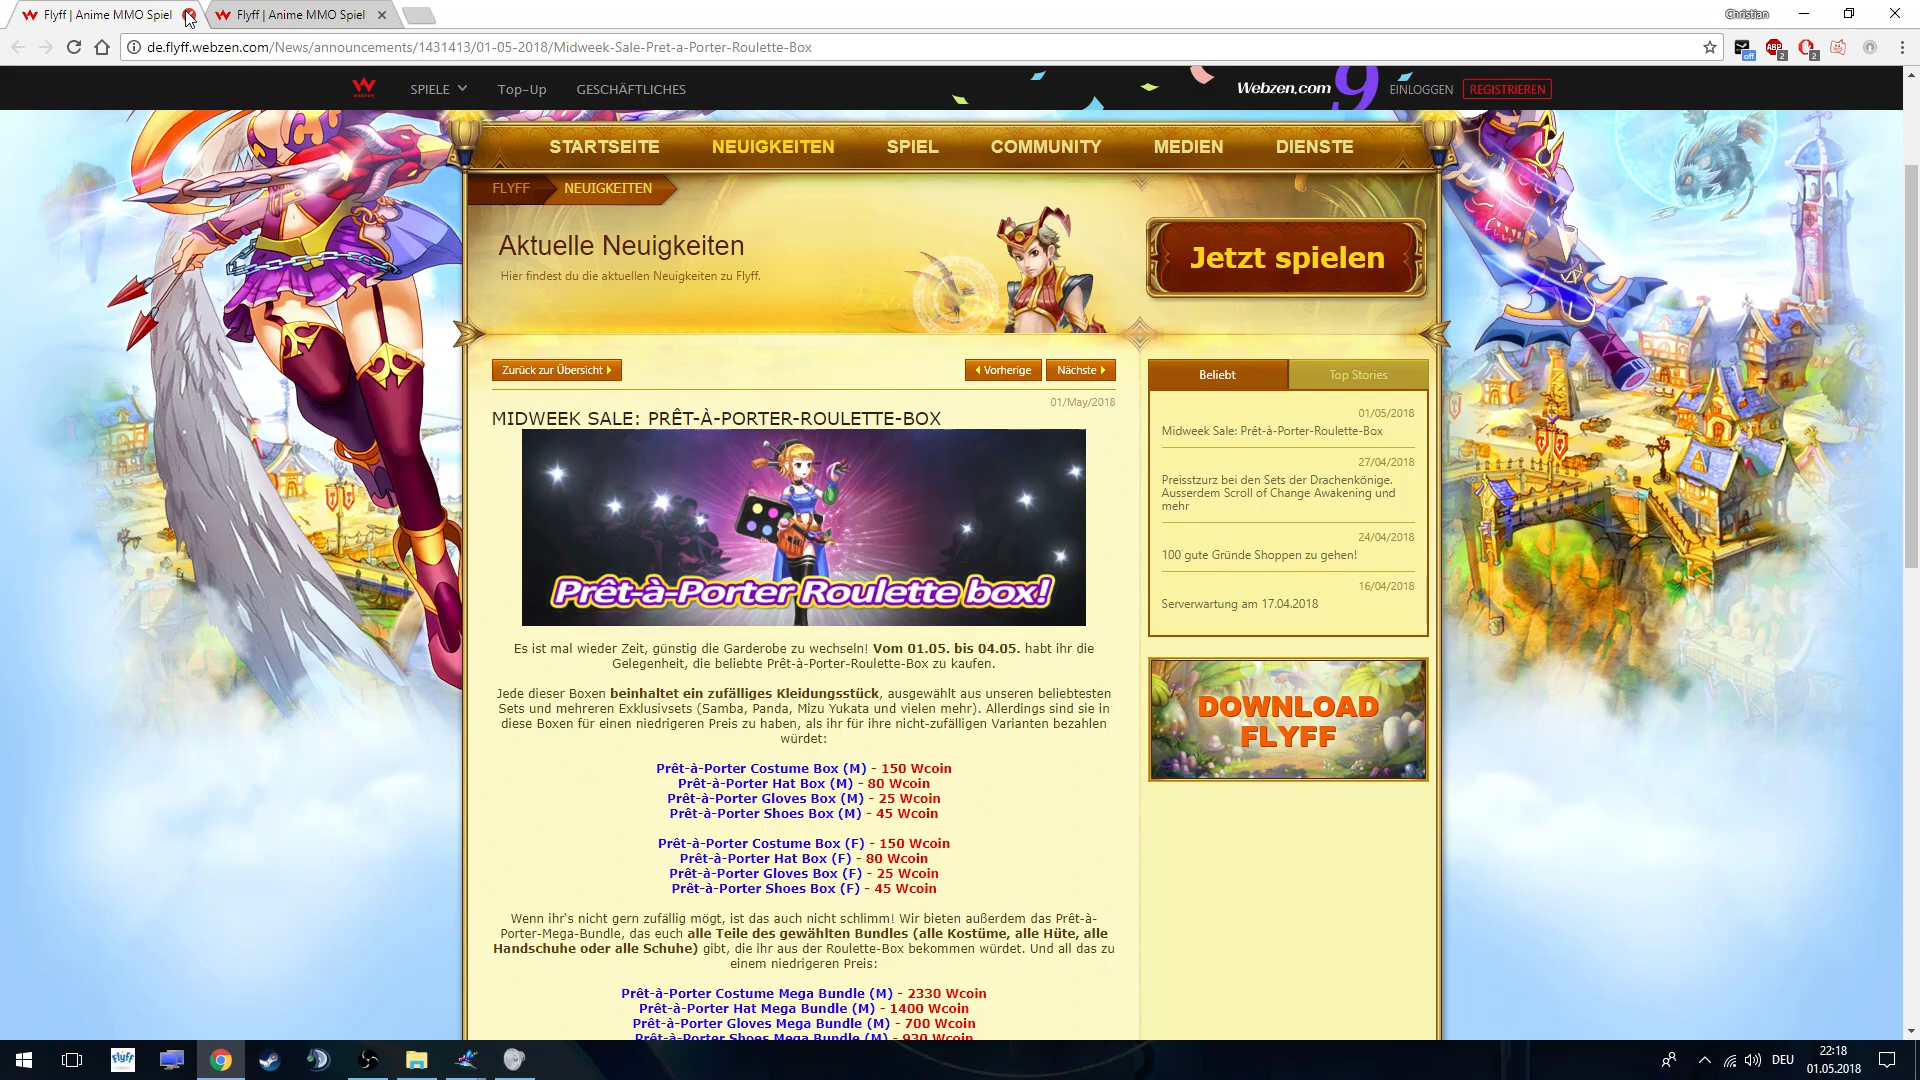 Flyff | Anime MMO Spiel
Flyff | Anime MMO Spiel
Christian
de.flyff.webzen.com/News/announcements/1431413/01-05-2018/Midweek-Sale-Pret-a-Porter-Roulette-Box
off
ABP
2
2
WEBZEN
SPIELE
Top-Up
GESCHÄFTLICHES
Webzen.com 9
EINLOGGEN
REGISTRIEREN
STARTSEITE
NEUIGKEITEN
SPIEL
COMMUNITY
MEDIEN
DIENSTE
FLYFF
NEUIGKEITEN
Aktuelle Neuigkeiten
Hier findest du die aktuellen Neuigkeiten zu Flyff.
Jetzt spielen
Zurück zur Übersicht
Vorherige
Nächste
01/May/2018
MIDWEEK SALE: PRÊT-À-PORTER-ROULETTE-BOX
Prêt-à-Porter Roulette box!
Es ist mal wieder Zeit, günstig die Garderobe zu wechseln! Vom 01.05. bis 04.05. habt ihr die
Gelegenheit, die beliebte Prêt-à-Porter-Roulette-Box zu kaufen.
Jede dieser Boxen beinhaltet ein zufälliges Kleidungsstück, ausgewählt aus unseren beliebtesten
Sets und mehreren Exklusivsets (Samba, Panda, Mizu Yukata und vielen mehr). Allerdings sind sie in
diese Boxen für einen niedrigeren Preis zu haben, als ihr für ihre nicht-zufälligen Varianten bezahlen
würdet:
Prêt-à-Porter Costume Box (M) - 150 Wcoin
Prêt-à-Porter Hat Box (M) - 80 Wcoin
Prêt-à-Porter Gloves Box (M) - 25 Wcoin
Prêt-à-Porter Shoes Box (M) - 45 Wcoin
Prêt-à-Porter Costume Box (F) - 150 Wcoin
Prêt-à-Porter Hat Box (F) - 80 Wcoin
Prêt-à-Porter Gloves Box (F) - 25 Wcoin
Prêt-à-Porter Shoes Box (F) - 45 Wcoin
Wenn ihr`s nicht gern zufällig mögt, ist das auch nicht schlimm! Wir bieten außerdem das Prêt-à-
Porter-Mega-Bundle, das euch alle Teile des gewählten Bundles (alle Kostüme, alle Hüte, alle
Handschuhe oder alle Schuhe) gibt, die ihr aus der Roulette-Box bekommen würdet. Und all das zu
einem niedrigeren Preis:
Prêt-à-Porter Costume Mega Bundle (M) - 2330 Wcoin
Prêt-à-Porter Hat Mega Bundle (M) - 1400 Wcoin
Prêt-à-Porter Gloves Mega Bundle (M) - 700 Wcoin
Prêt-à-Porter Shoes Mega Bundle (M) - 930 Wcoin
Beliebt
Top Stories
01/05/2018
Midweek Sale: Prêt-à-Porter-Roulette-Box
27/04/2018
Preisstzurz bei den Sets der Drachenkönige.
Ausserdem Scroll of Change Awakening und
mehr
24/04/2018
100 gute Gründe Shoppen zu gehen!
16/04/2018
Serverwartung am 17.04.2018
DOWNLOAD
FLYFF
Flyff
DEU
22:18
01.05.2018